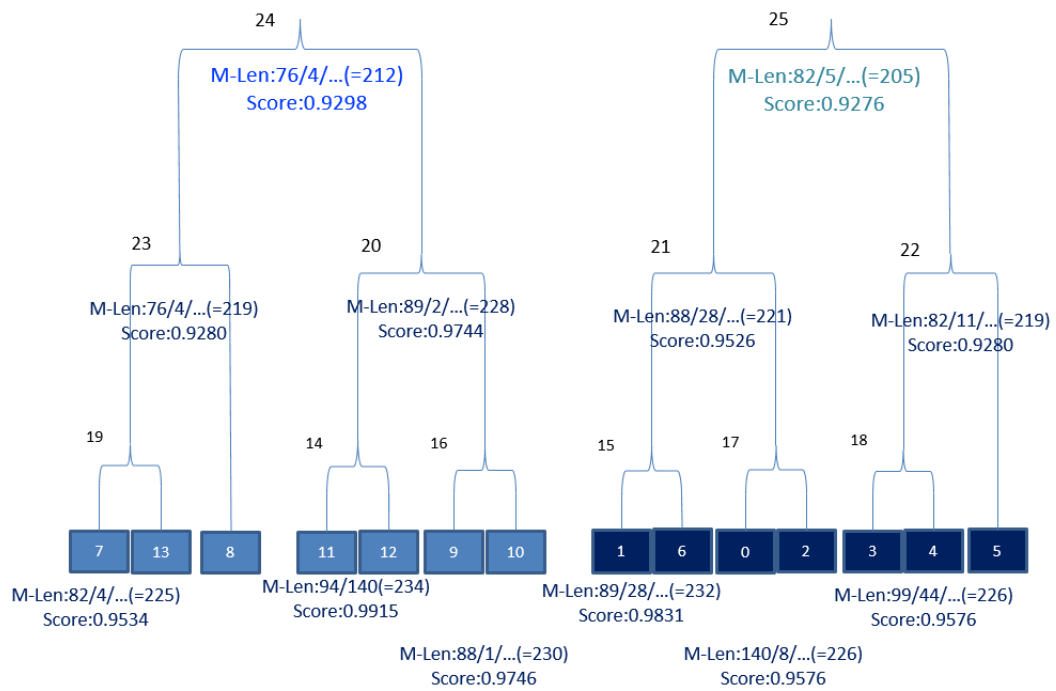 24
25
M-Len:76/4/...(=212)
Score:0.9298
M-Len:82/5/...(=205)
Score:0.9276
23
20
21
22
M-Len:76/4/...(=219)
Score:0.9280
M-Len:89/2/...(=228)
Score:0.9744
M-Len:88/28/...(=221)
Score:0.9526
M-Len:82/11/...(=219)
Score:0.9280
19
14
16
15
17
18
7
13
8
11
12
9
10
1
6
0
2
3
4
5
M-Len:82/4/...(=225)
Score:0.9534
M-Len:94/140(=234)
Score:0.9915
M-Len:89/28/...(=232)
Score:0.9831
M-Len:99/44/...(=226)
Score:0.9576
M-Len:88/1/...(=230)
Score:0.9746
M-Len:140/8/...(=226)
Score:0.9576